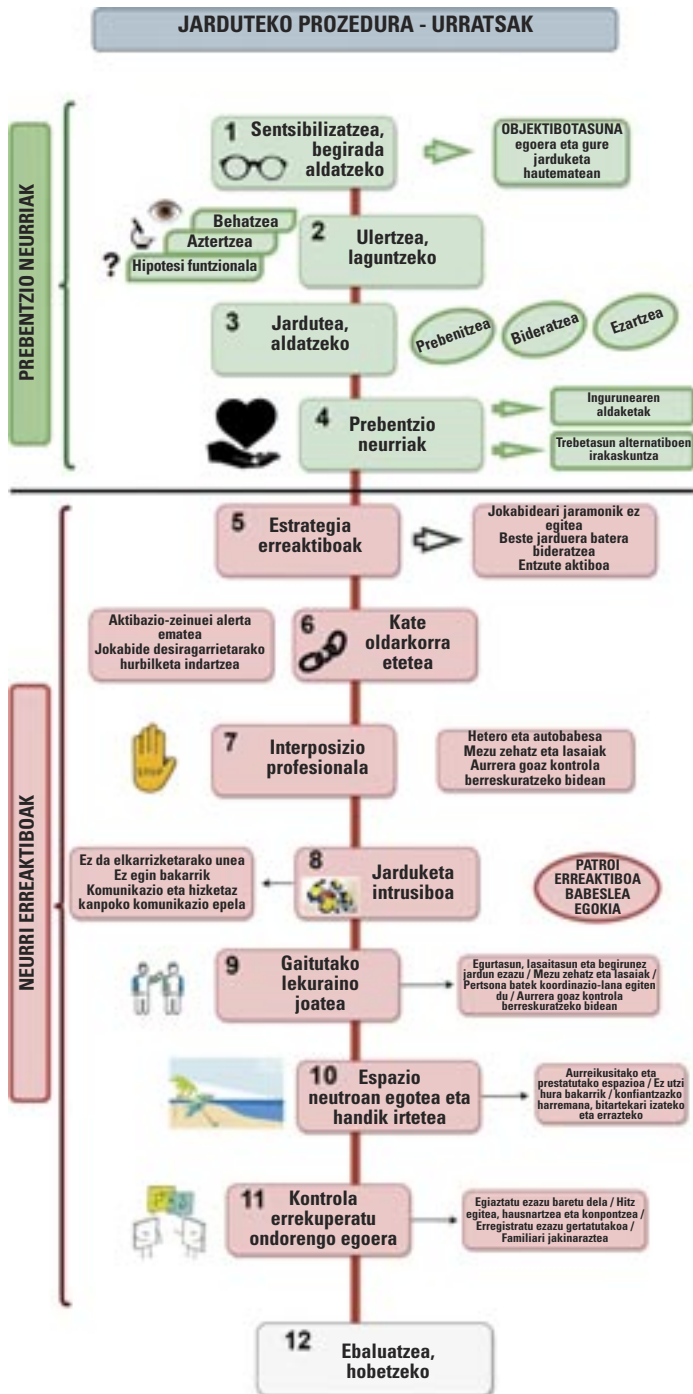 JARDUTEKO PROZEDURA - URRATSAK
PREBENTZIO NEURRIAK
1 Sentsibilizatzea,
begirada
aldatzeko
OBJEKTIBOTASUNA
egoera eta gure
jarduketa
hautematean
Behatzea
Aztertzea
? Hipotesi funtzionala
2 Ulertzea,
laguntzeko
3 Jardutea,
aldatzeko
Prebenitzea
Bideratzea
Ezartzea
4 Prebentzio
neurriak
Ingurunearen
aldaketak
Trebetasun alternatiboen
irakaskuntza
NEURRI ERREAKTIBOAK
5 Estrategia
erreaktiboak
Jokabideari jaramonik ez
egitea
Beste jarduera batera
bideratzea
Entzute aktiboa
Aktibazio-zeinuei alerta
ematea
Jokabide desiragarrietarako
hurbilketa indartzea
6 Kate
oldarkorra
etetea
STOP
7 Interposizio
profesionala
Hetero eta autobabesa
Mezu zehatz eta lasaiak
Aurrera goaz kontrola
berreskuratzeko bidean
Ez da elkarrizketarako unea
Ez egin bakarrik
Komunikazio eta hizketaz
kanpoko komunikazio epela
8 Jarduketa
intrusiboa
PATROI
ERREAKTIBOA
BABESLEA
EGOKIA
9 Gaitutako
lekuraino
joatea
Egurtasun, lasaitasun eta begirunez
jardun ezazu / Mezu zehatz eta lasaiak /
Pertsona batek koordinazio-lana egiten
du / Aurrera goaz kontrola
berreskuratzeko bidean
10 Espazio
neutroan egotea eta
handik irtetea
Aurreikusitako eta
prestatutako espazioa / Ez utzi
hura bakarrik / konfiantzazko
harremana, bitartekari izateko
eta errazteko
11 Kontrola
errekuperatu
ondorengo egoera
Egiaztatu ezazu baretu dela / Hitz
egitea, hausnartzea eta konpontzea /
Erregistratu ezazu gertatutakoa /
Familiari jakinaraztea
12 Ebaluatzea,
hobetzeko